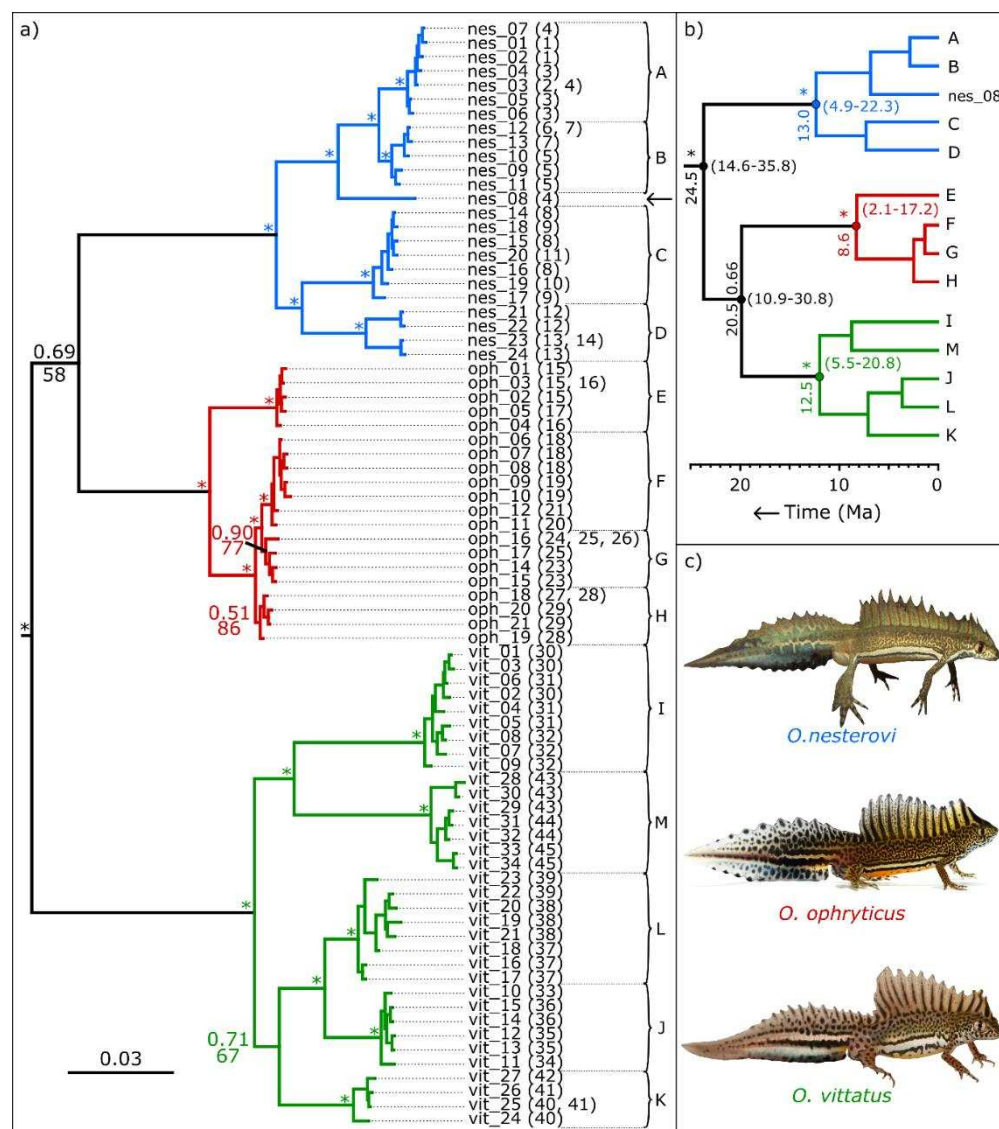 a)
nes_07 (4)
nes_01 (1)
nes_02 (1)
nes_04 (3)
nes_03 (2, 4)
nes_05 (3)
nes_06 (3)
A
nes_12 (6, 7)
nes_13 (7)
nes_10 (5)
nes_09 (5)
nes_11 (5)
B
nes_08 (4)
←
nes_14 (8)
nes_18 (9)
nes_15 (8)
nes_20 (11)
nes_16 (8)
nes_19 (10)
nes_17 (9)
C
nes_21 (12)
nes_22 (12)
nes_23 (13, 14)
nes_24 (13)
D
oph_01 (15)
oph_03 (15, 16)
oph_02 (15)
oph_05 (17)
oph_04 (16)
E
oph_06 (18)
oph_07 (18)
oph_08 (18)
oph_09 (19)
oph_10 (19)
oph_12 (21)
oph_11 (20)
F
oph_16 (24, 25, 26)
oph_17 (25)
oph_14 (23)
oph_15 (23)
G
oph_18 (27, 28)
oph_20 (29)
oph_21 (29)
oph_19 (28)
H
vit_01 (30)
vit_03 (30)
vit_06 (31)
vit_02 (30)
vit_04 (31)
vit_05 (31)
vit_08 (32)
vit_07 (32)
vit_09 (32)
I
vit_28 (43)
vit_30 (43)
vit_29 (43)
vit_31 (44)
vit_32 (44)
vit_33 (45)
vit_34 (45)
M
vit_23 (39)
vit_22 (39)
vit_20 (38)
vit_19 (38)
vit_21 (38)
vit_18 (37)
vit_16 (37)
vit_17 (37)
L
vit_10 (33)
vit_15 (36)
vit_14 (36)
vit_12 (35)
vit_13 (35)
vit_11 (34)
J
vit_27 (42)
vit_26 (41)
vit_25 (40, 41)
vit_24 (40)
K
0.69
58
0.90
77
0.51
86
0.71
67
0.03
b)
A
B
nes_08
C
D
E
F
G
H
I
M
J
L
K
*
13.0
(4.9-22.3)
*
24.5
(14.6-35.8)
*
8.6
(2.1-17.2)
20.5
0.66
(10.9-30.8)
*
12.5
(5.5-20.8)
20 10 0
← Time (Ma)
c)
O.nesterovi
O. ophryticus
O. vittatus